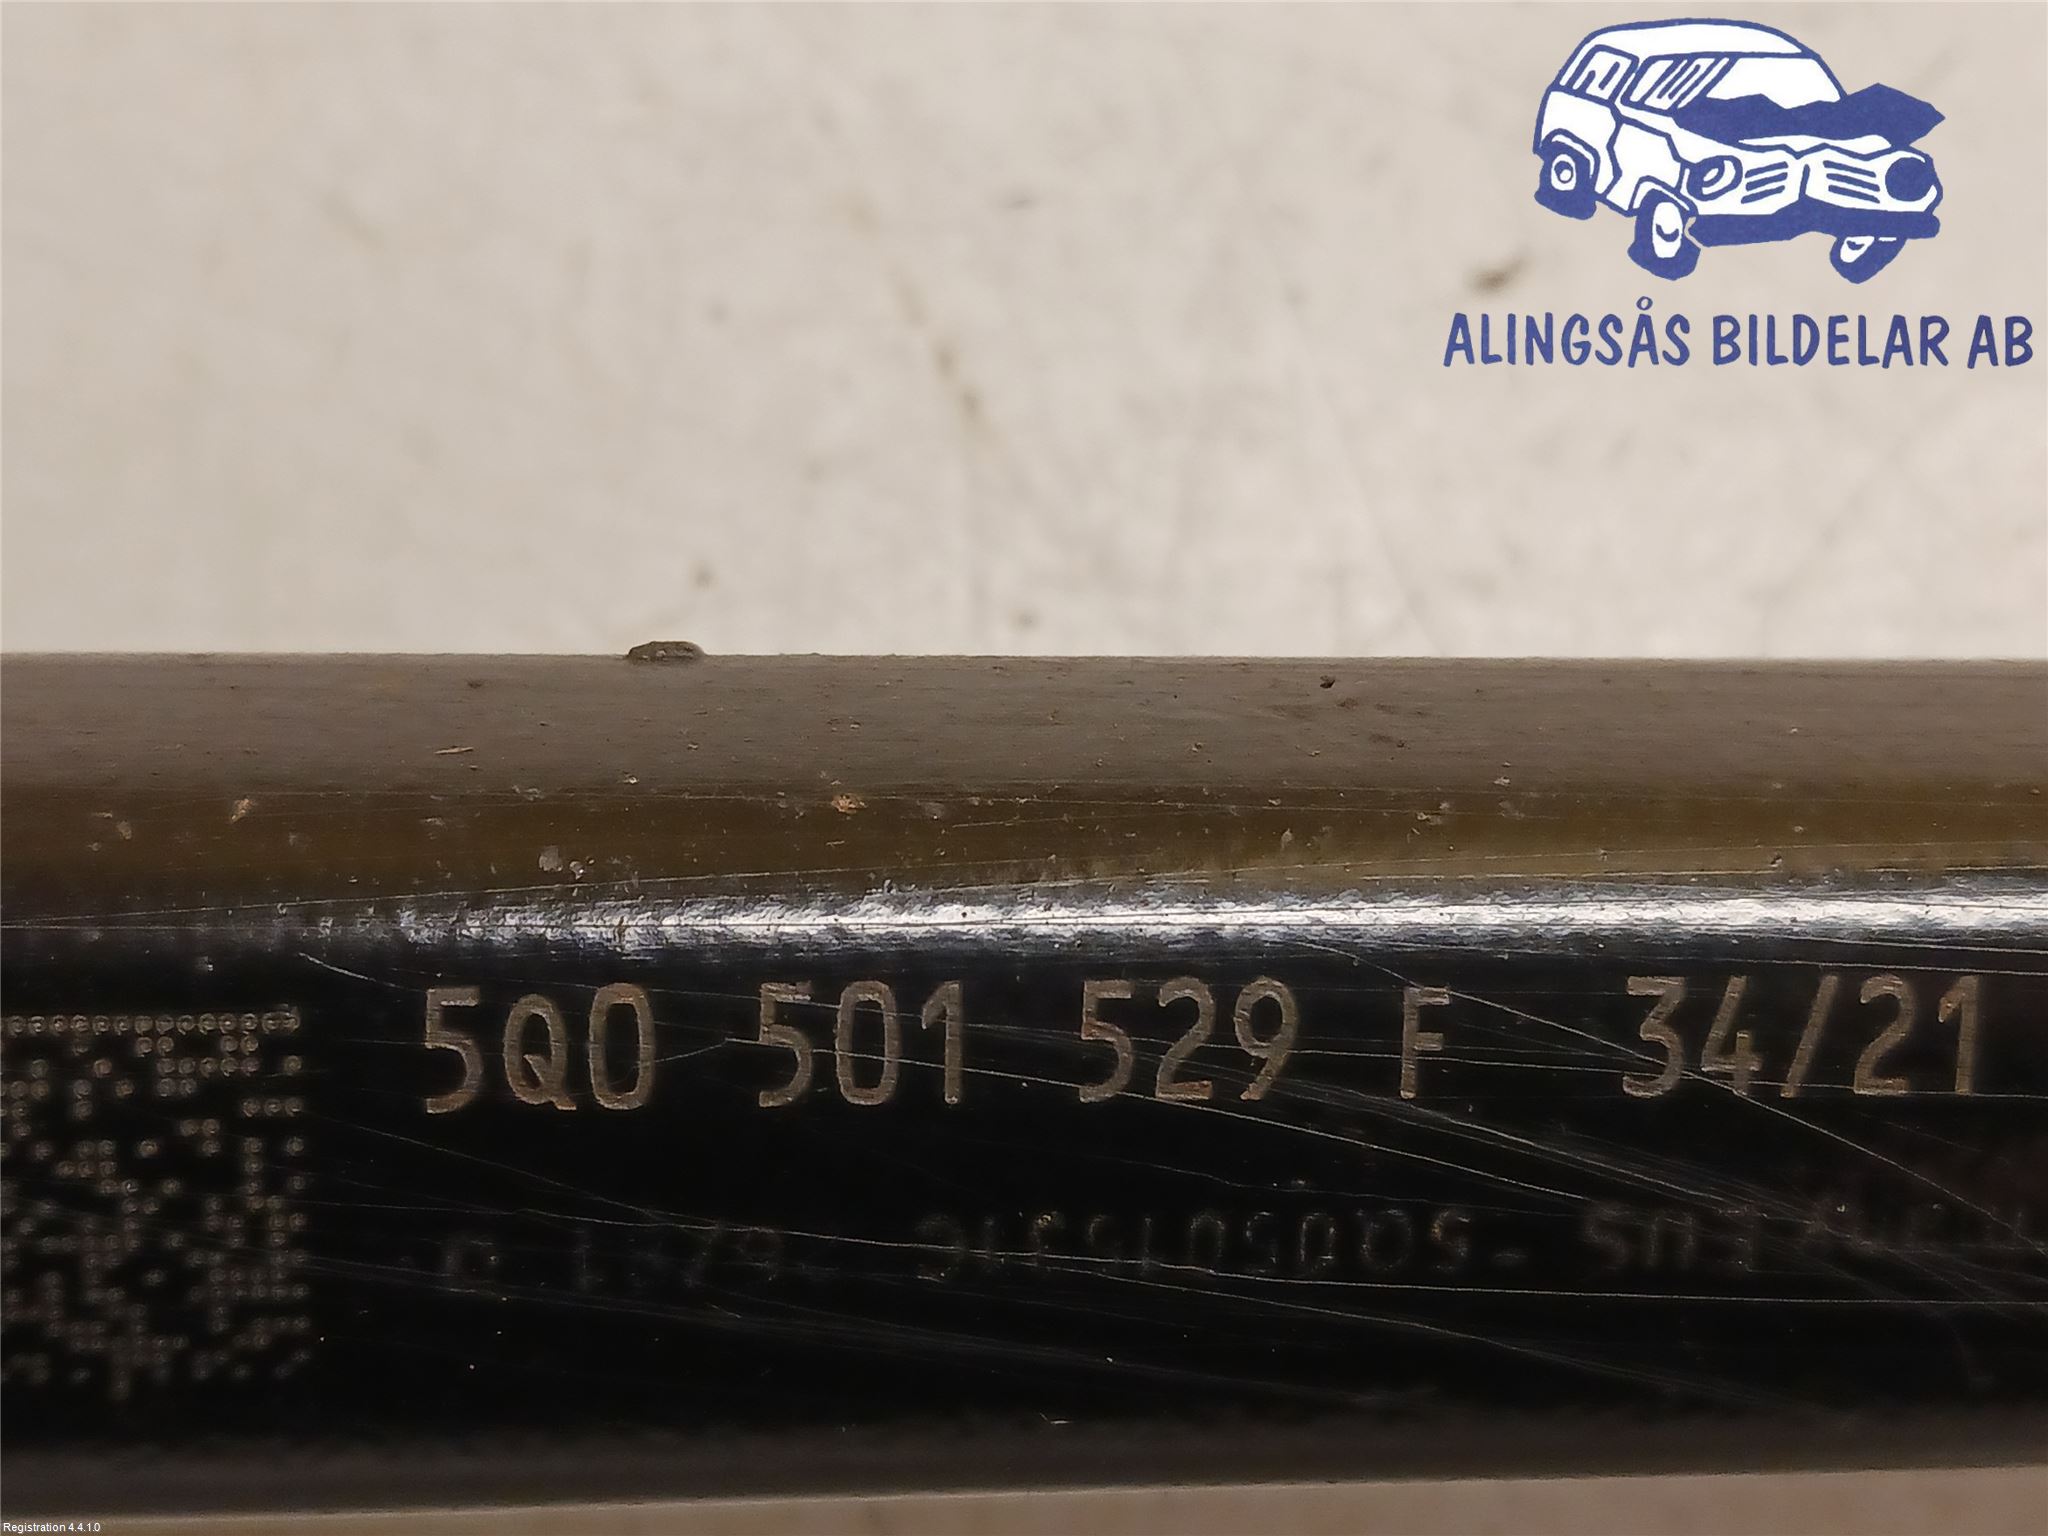 ALINGSÅS BILDELAR AB
5Q0 501 529 F 34/21
Registration 4.4.1.0